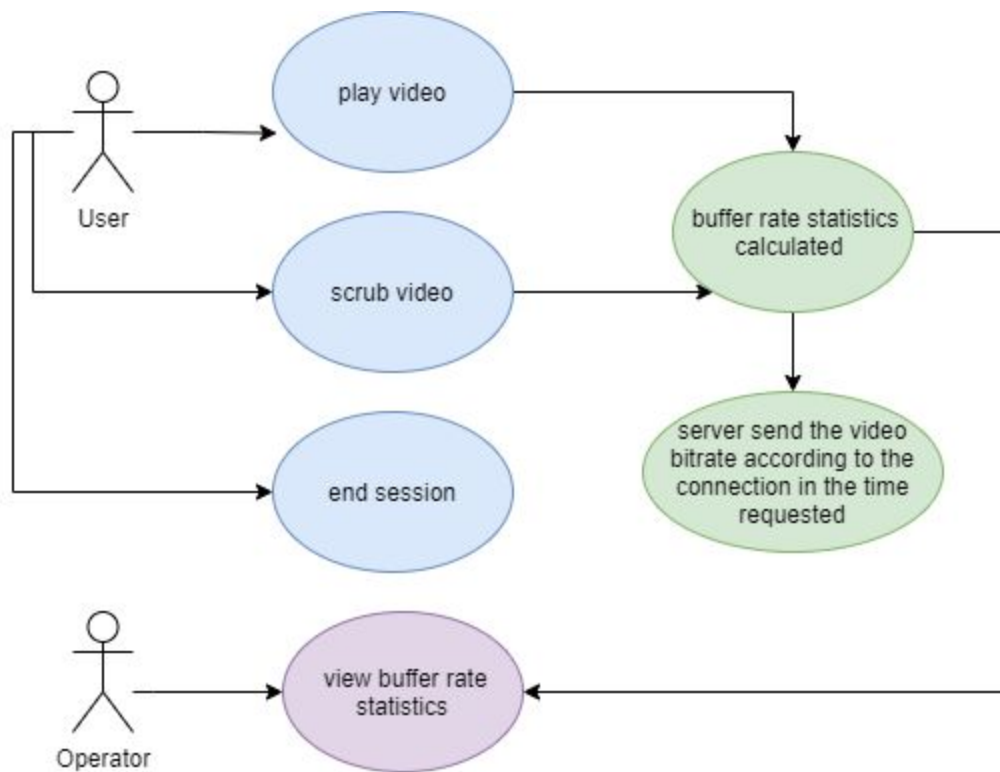 play video
User
buffer rate statistics
calculated
scrub video
server send the video
bitrate according to the
connection in the time
requested
end session
view buffer rate
statistics
Operator